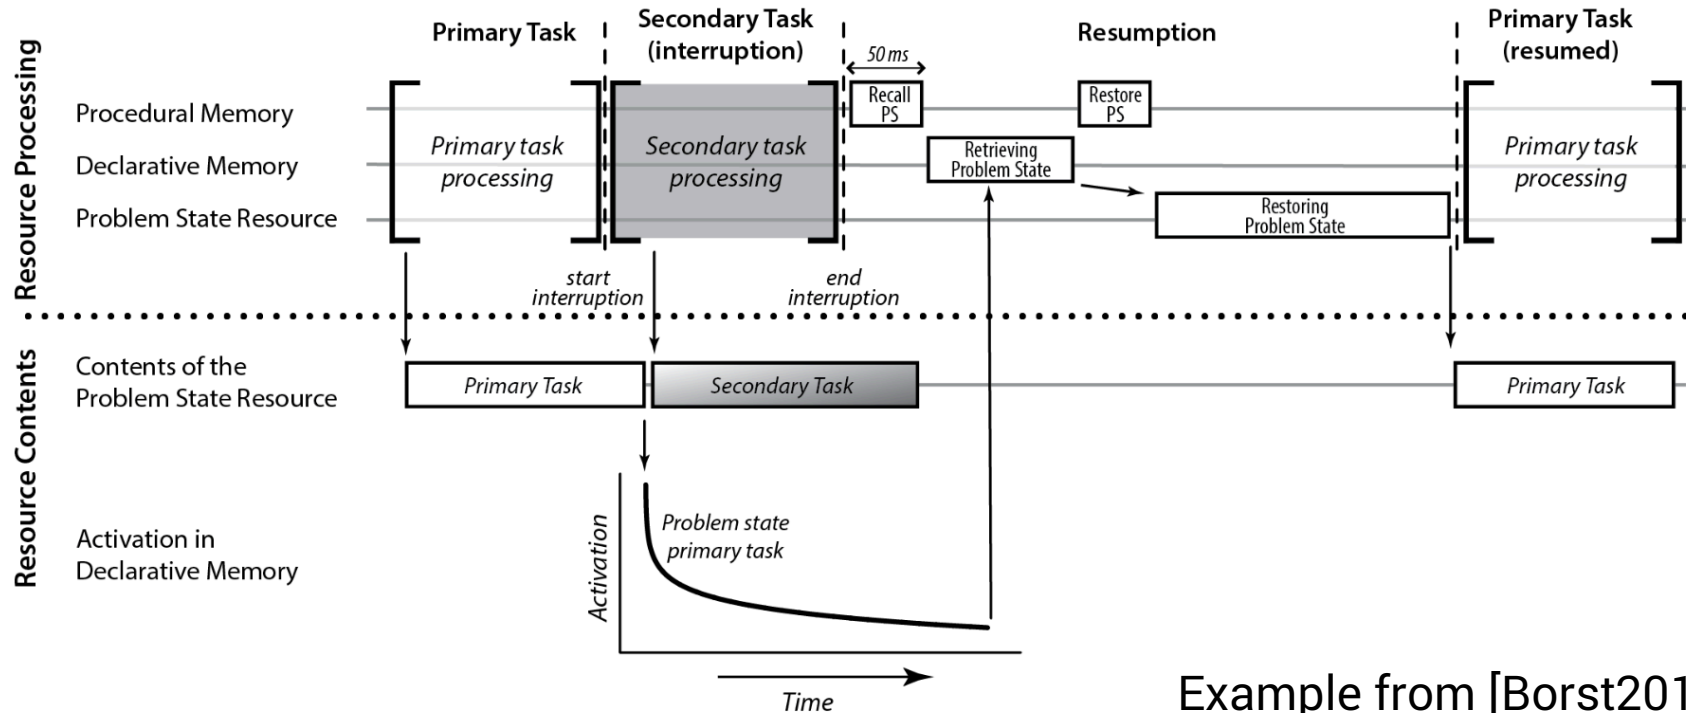 Resource Processing
Primary Task
Secondary Task
(interruption)
Resumption
Primary Task
(resumed)
50 ms
Procedural Memory
Declarative Memory
Problem State Resource
Primary task
processing
Secondary task
processing
Recall
PS
Retrieving
Problem State
Restore
PS
Restoring
Problem State
Primary task
processing
start
interruption
end
interruption
Resource Contents
Contents of the
Problem State Resource
Primary Task
Secondary Task
Primary Task
Activation in
Declarative Memory
Activation
Problem state
primary task
Time
Example from [Borst201